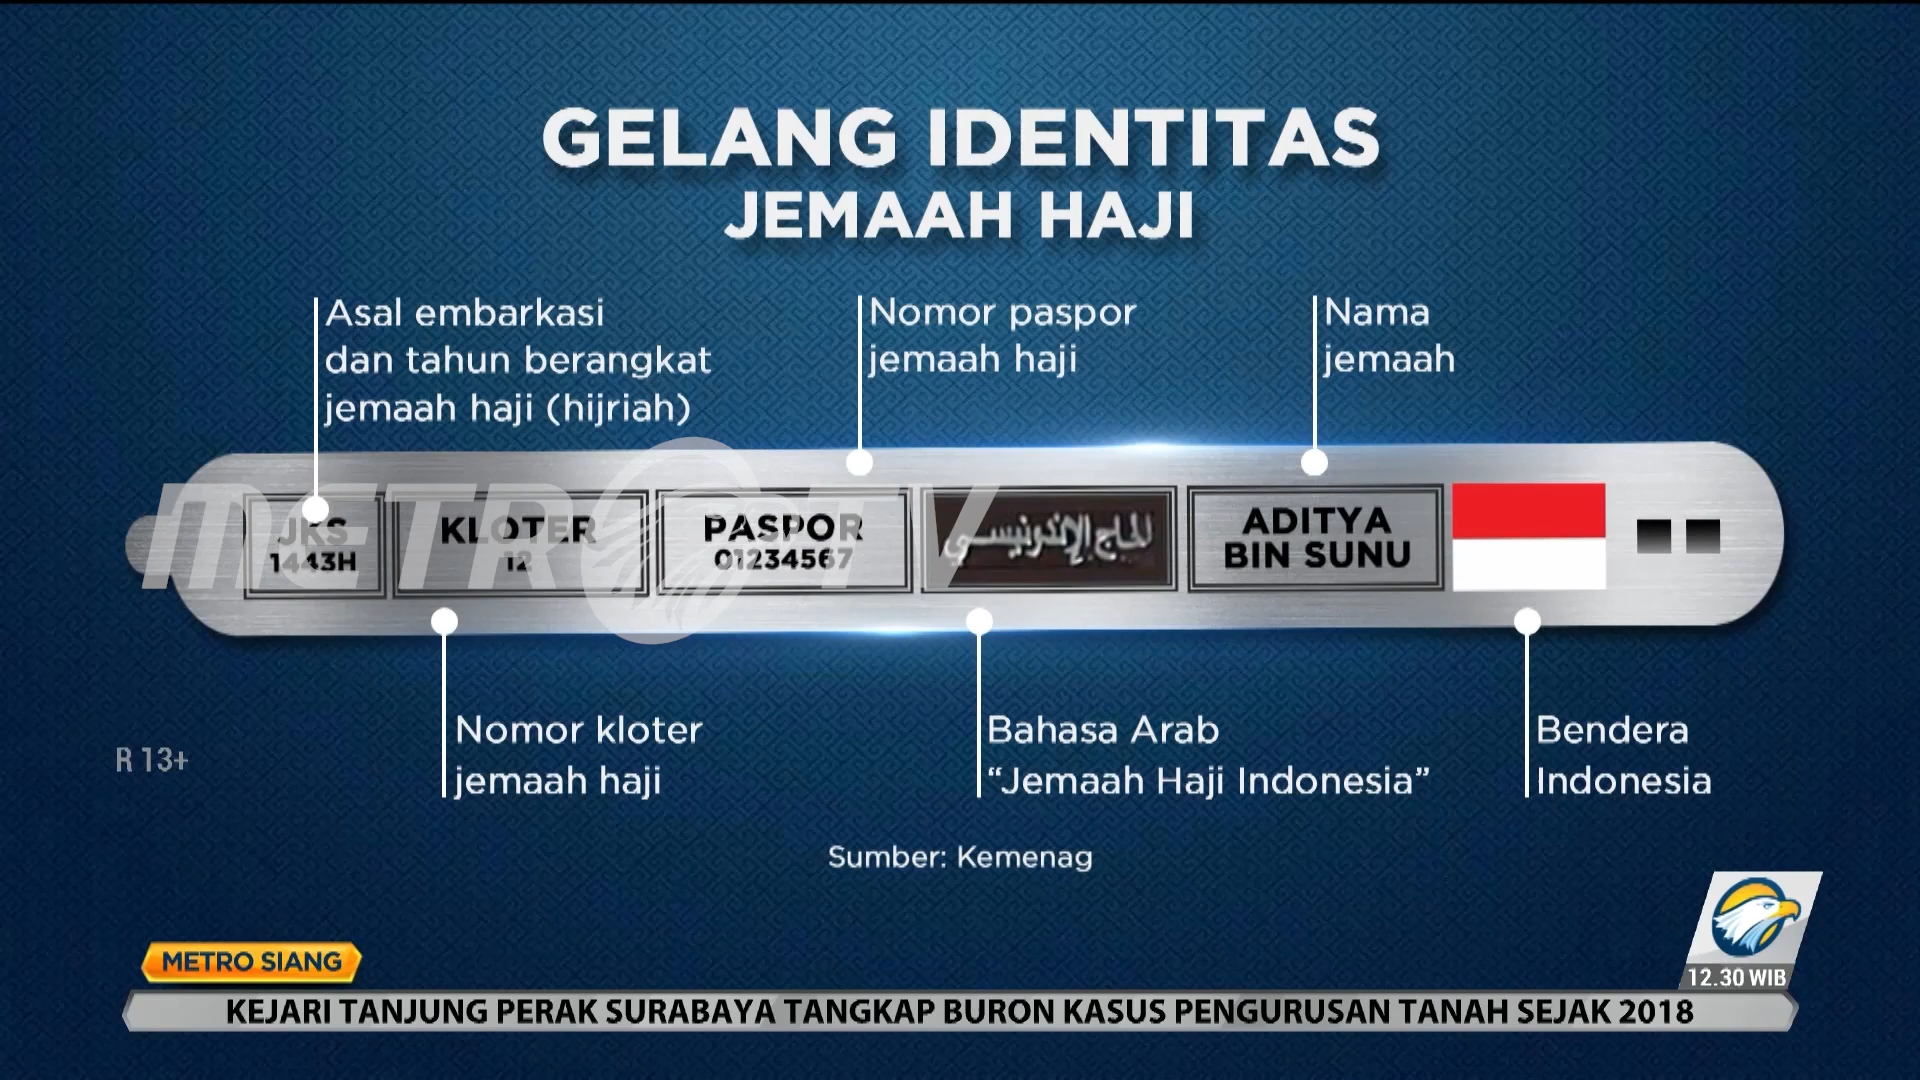 GELANG IDENTITAS
JEMAAH HAJI
Asal embarkasi
dan tahun berangkat
jemaah haji (hijriah)
Nomor paspor
jemaah haji
Nama
jemaah
METRO TV
JKS
1443H
KLOTER
12
PASPOR
01234567
الحاج الإندونيسي
ADITYA
BIN SUNU
Nomor kloter
jemaah haji
Bahasa Arab
“Jemaah Haji Indonesia”
Bendera
Indonesia
R 13+
Sumber: Kemenag
METRO SIANG
12.30 WIB
KEJARI TANJUNG PERAK SURABAYA TANGKAP BURON KASUS PENGURUSAN TANAH SEJAK 2018